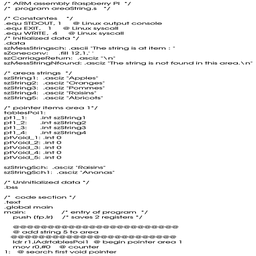 /* ARM assembly Raspberry PI */
/* program areaString.s */

/* Constantes */
.equ STDOUT, 1 @ Linux output console
.equ EXIT, 1 @ Linux syscall
.equ WRITE, 4 @ Linux syscall
/* Initialized data */
.data
szMessStringsch: .asciz "The string is at item : "
sZoneconv: .fill 12,1,' '
szCarriageReturn: .asciz "\n"
szMessStringNfound: .asciz "The string is not found in this area.\n"

/* areas strings */
szString1: .asciz "Apples"
szString2: .asciz "Oranges"
szString3: .asciz "Pommes"
szString4: .asciz "Raisins"
szString5: .asciz "Abricots"

/* pointer items area 1*/
tablesPoi1:
pt1_1: .int szString1
pt1_2: .int szString2
pt1_3: .int szString3
pt1_4: .int szString4
ptVoid_1: .int 0
ptVoid_2: .int 0
ptVoid_3: .int 0
ptVoid_4: .int 0
ptVoid_5: .int 0

szStringSch: .asciz "Raisins"
szStringSch1: .asciz "Ananas"

/* UnInitialized data */
.bss

/* code section */
.text
.global main
main: /* entry of program */
push {fp,lr} /* saves 2 registers */

@@@@@@@@@@@@@@@@@@@@@@@@
@ add string 5 to area
@@@@@@@@@@@@@@@@@@@@@@@@
ldr r1,iAdrtablesPoi1 @ begin pointer area 1
mov r0,#0 @ counter
1: @ search first void pointer